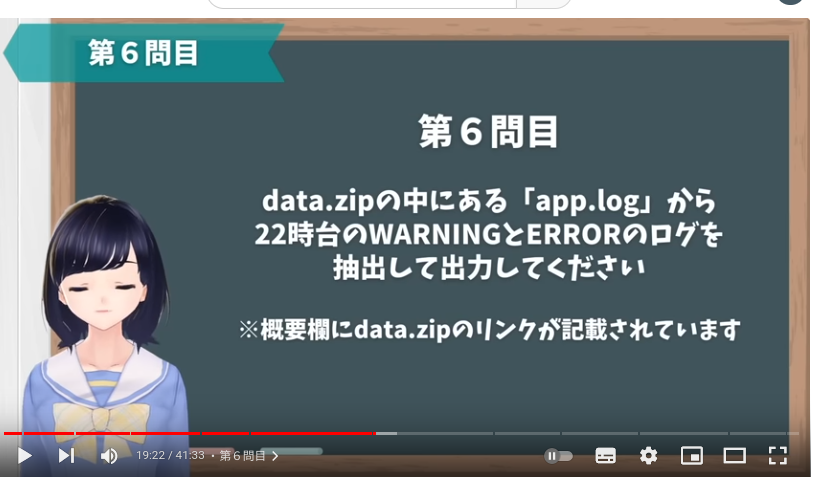 第６問目
第６問目
data.zipの中にある「app.log」から
22時台のWARNINGとERRORのログを
抽出して出力してください
※概要欄にdata.zipのリンクが記載されています
19:22 / 41:33 ・第６問目